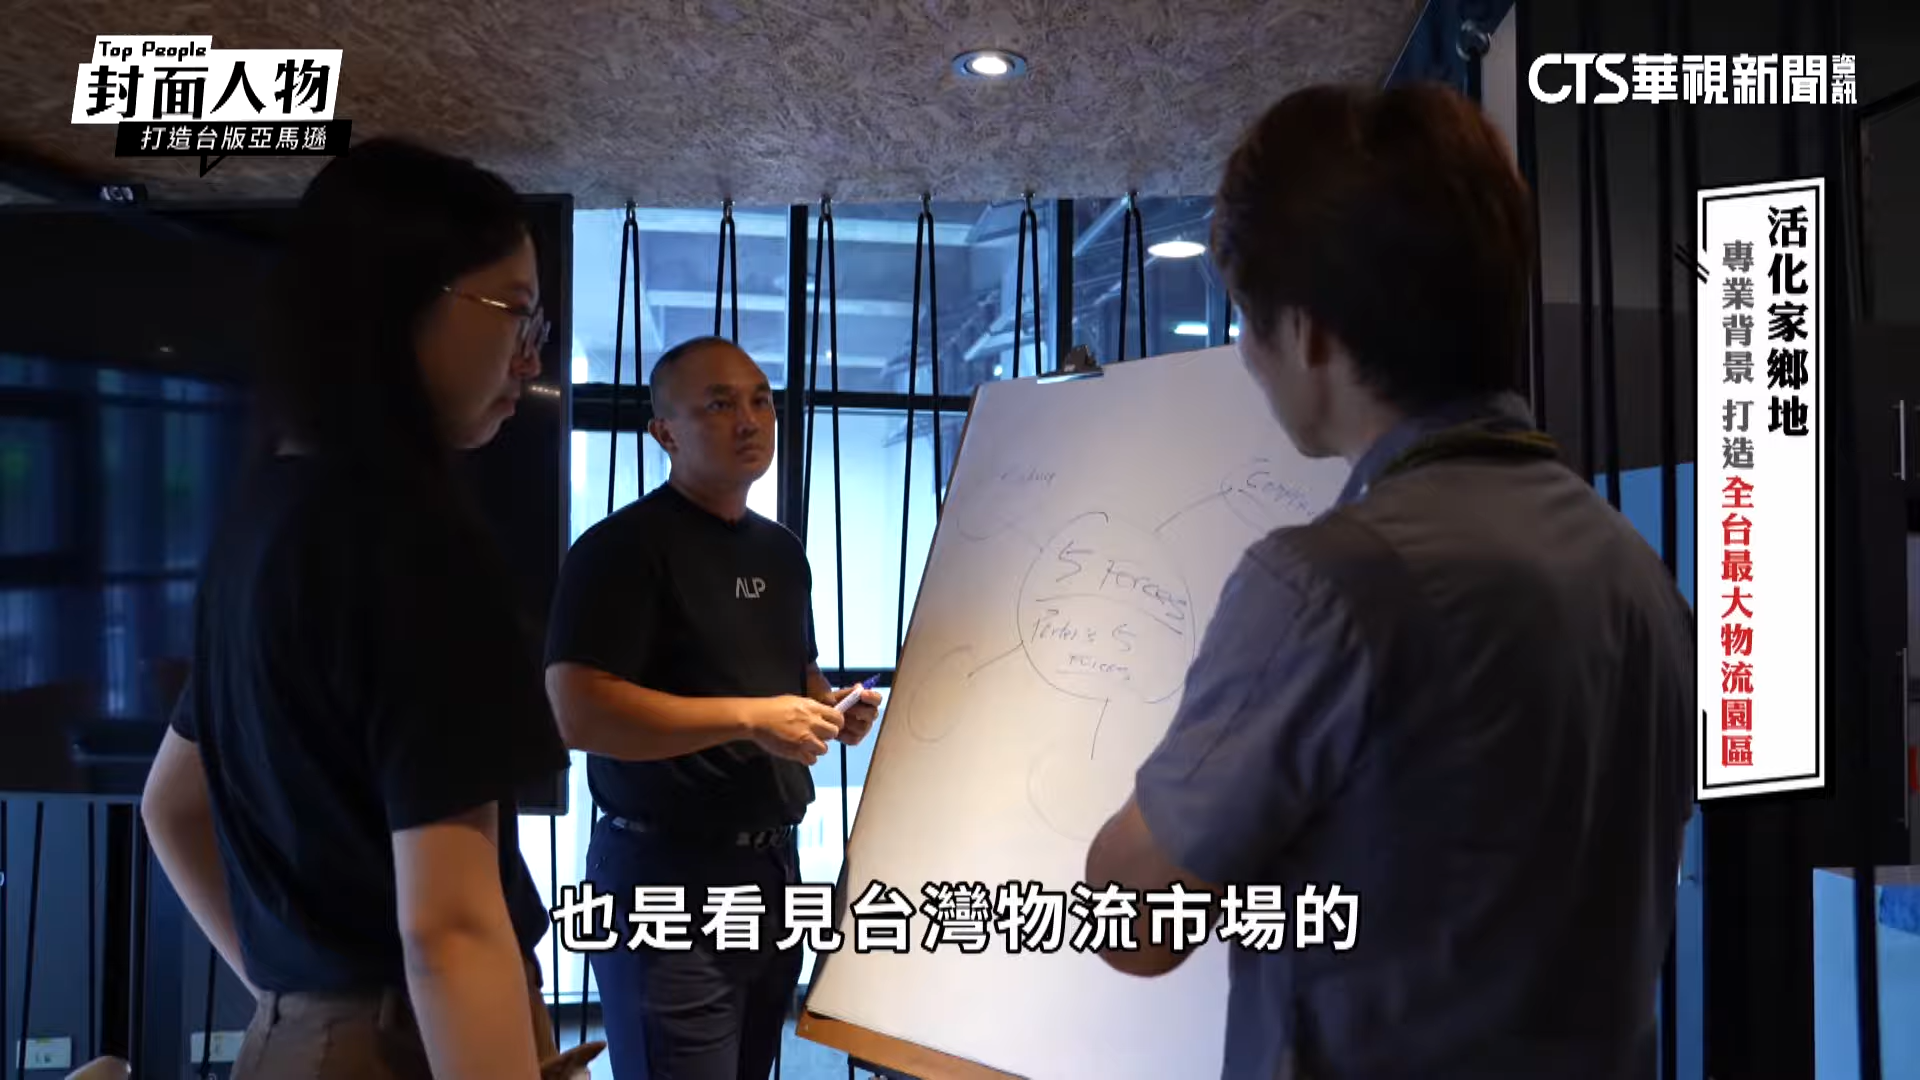 Top People
封面人物
打造台版亞馬遜
CTS華視新聞資訊
活化家鄉地
專業背景 打造全台最大物流園區
ALP
5 Forces
Porter's 5
Forces
也是看見台灣物流市場的